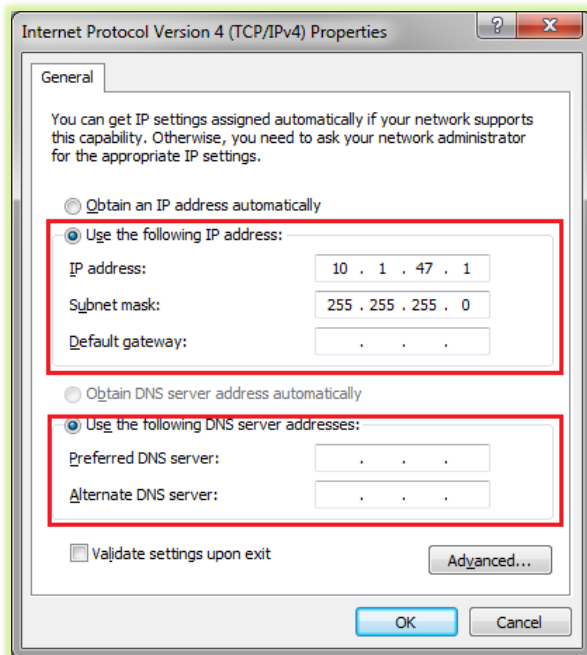 Internet Protocol Version 4 (TCP/IPv4) Properties
?
X
General
You can get IP settings assigned automatically if your network supports
this capability. Otherwise, you need to ask your network administrator
for the appropriate IP settings.
Obtain an IP address automatically
Use the following IP address:
IP address: 10 . 1 . 47 . 1
Subnet mask: 255 . 255 . 255 . 0
Default gateway: . . .
Obtain DNS server address automatically
Use the following DNS server addresses:
Preferred DNS server: . . .
Alternate DNS server: . . .
Validate settings upon exit
Advanced...
OK Cancel